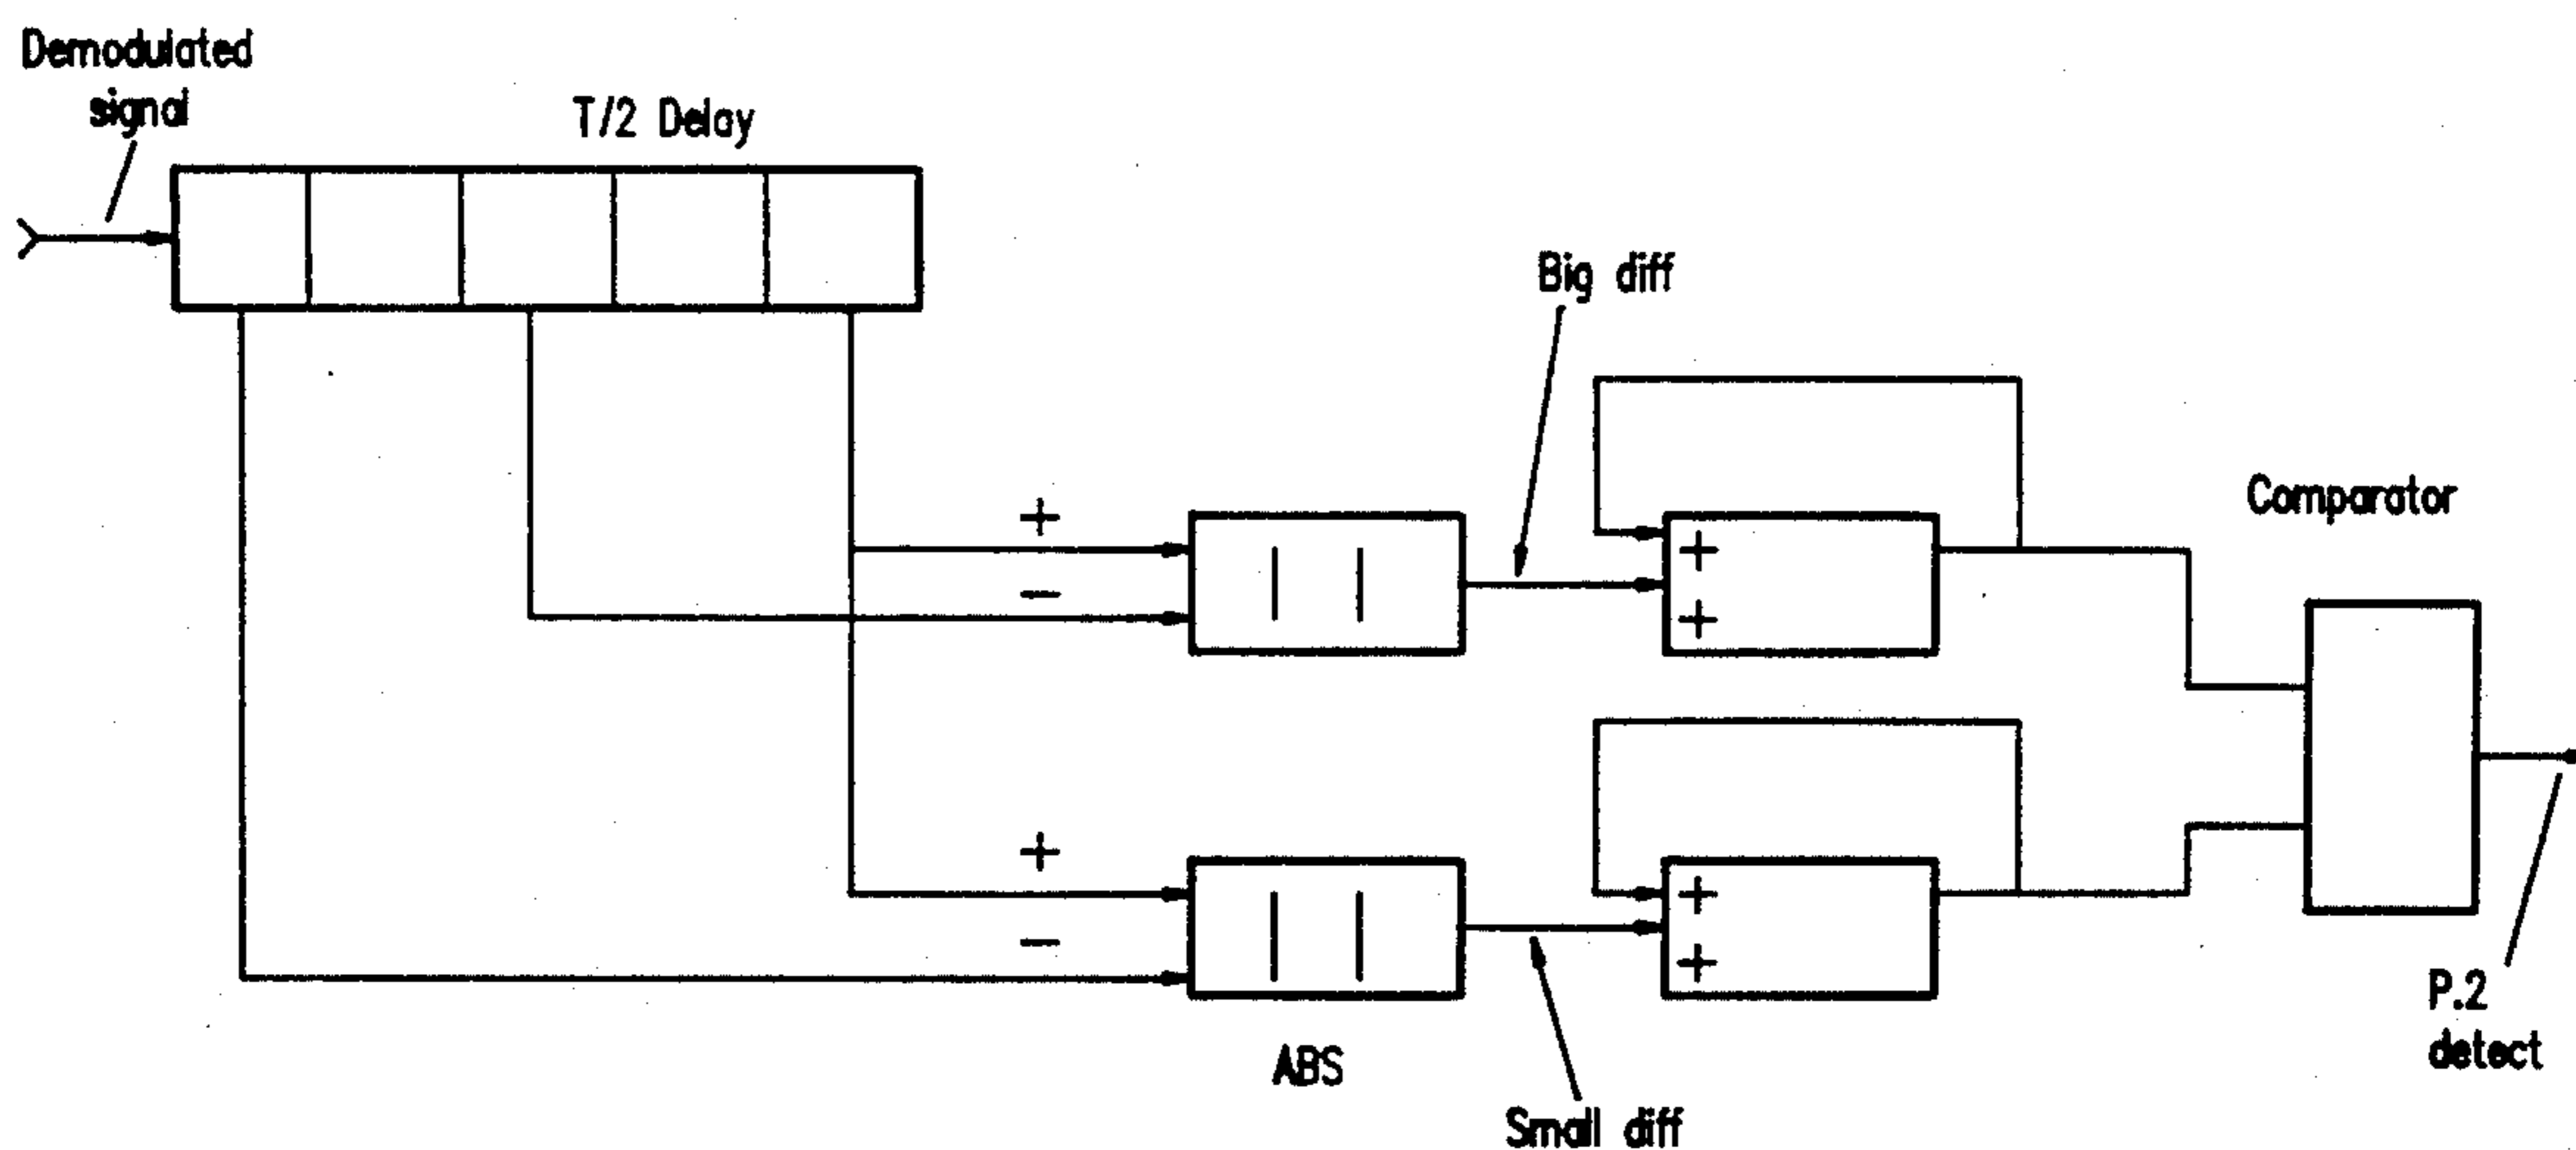 Demodulated
signal
T/2 Delay
Big diff
Comparator
+
−
+
+
+
−
+
+
ABS
Small diff
P.2
detect